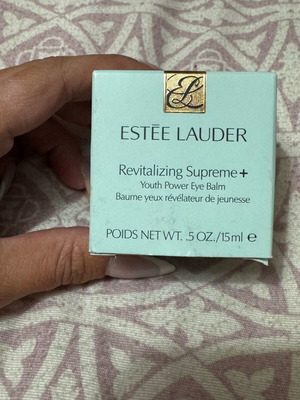 EL
ESTĒE LAUDER
Revitalizing Supreme+
Youth Power Eye Balm
Baume yeux révélateur de jeunesse
POIDS NET WT. .5 OZ./15ml ℮